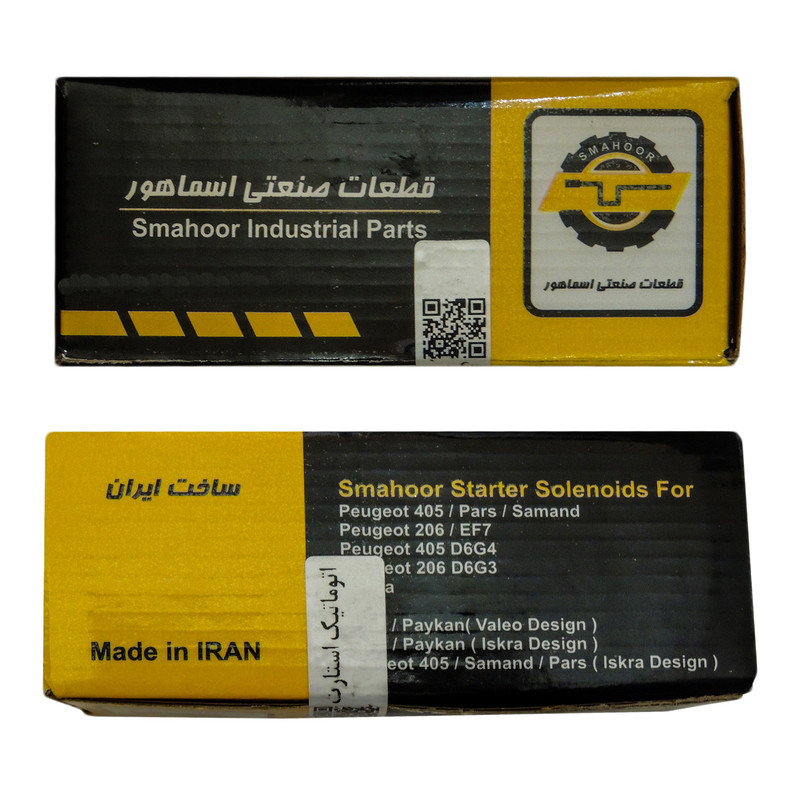 قطعات صنعتی اسماهور
Smahoor Industrial Parts
SMAHOOR
قطعات صنعتی اسماهور
ساخت ایران
Made in IRAN
Smahoor Starter Solenoids For
Peugeot 405 / Pars / Samand
Peugeot 206 / EF7
Peugeot 405 D6G4
eot 206 D6G3
a
/ Paykan( Valeo Design )
/ Paykan ( Iskra Design )
eot 405 / Samand / Pars ( Iskra Design )
اتوماتیک استارت